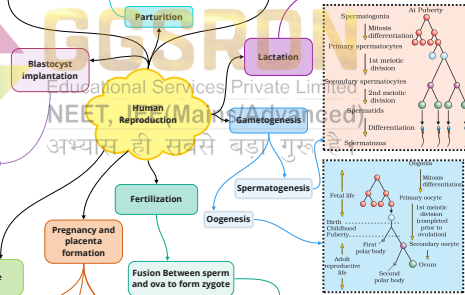 Parturition
GGSRDN
Blastocyst
implantation
Lactation
Educational Services Private Limited
NEET, JEE(Mains/Advanced)
अभ्यास ही सबसे बड़ा गुरू है।
Human
Reproduction
Gametogenesis
Spermatogenesis
Oogenesis
Fertilization
Pregnancy and
placenta
formation
Fusion Between sperm
and ova to form zygote
At Puberty
Spermatogonia
Mitosis
differentiation
Primary spermatocytes
1st meiotic
division
Secondary spermatocytes
2nd meiotic
division
Spermatids
Differentiation
Spermatozoa
Oogonia
Mitosis
differentiation
Fetal life
Primary oocyte
1st meiotic
division
(completed
prior to
ovulation)
Birth
Childhood
Puberty
First
polar body
Secondary oocyte
Adult
reproductive
life
Ovum
Second
polar body